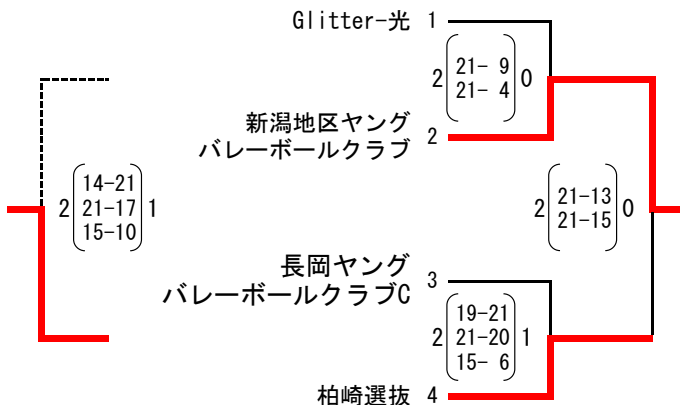 Glitter-光 1
2 21- 9 0
21- 4
新潟地区ヤング
バレーボールクラブ 2
2 14-21 1
21-17
15-10
2 21-13 0
21-15
長岡ヤング
バレーボールクラブC 3
2 19-21 1
21-20
15- 6
柏崎選抜 4